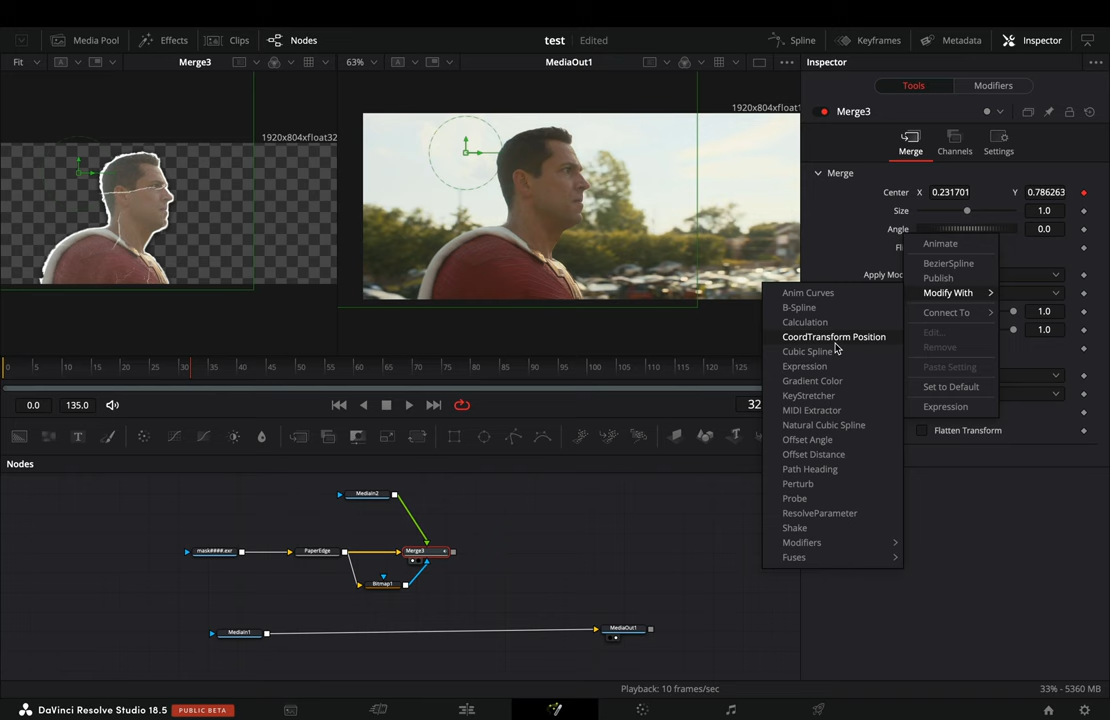 Media Pool
Effects
Clips
Nodes
test
Edited
Spline
Keyframes
Metadata
Inspector
Fit
Merge3
63%
MediaOut1
Inspector
Tools
Modifiers
1920x804xfloat32
1920x804xfloat
Merge3
Merge
Channels
Settings
Merge
Center X 0.231701 Y 0.786263
Size 1.0
Angle 0.0
Fl
Apply Mod
1.0
1.0
Animate
BezierSpline
Publish
Modify With
Connect To
Edit...
Remove
Paste Setting
Set to Default
Expression
Anim Curves
B-Spline
Calculation
CoordTransform Position
Cubic Spline
Expression
Gradient Color
KeyStretcher
MIDI Extractor
Natural Cubic Spline
Offset Angle
Offset Distance
Path Heading
Perturb
Probe
ResolveParameter
Shake
Modifiers
Fuses
Flatten Transform
0 5 10 15 20 25 30 35 40 45 50 55 60 65 70 75 80 85 90 95 100 105 110 115 120 125
0.0
135.0
32
Nodes
MediaIn2
mask####.exr
PaperEdge
Merge3
Bitmap1
MediaIn1
MediaOut1
Playback: 10 frames/sec
33% - 5360 MB
DaVinci Resolve Studio 18.5
PUBLIC BETA